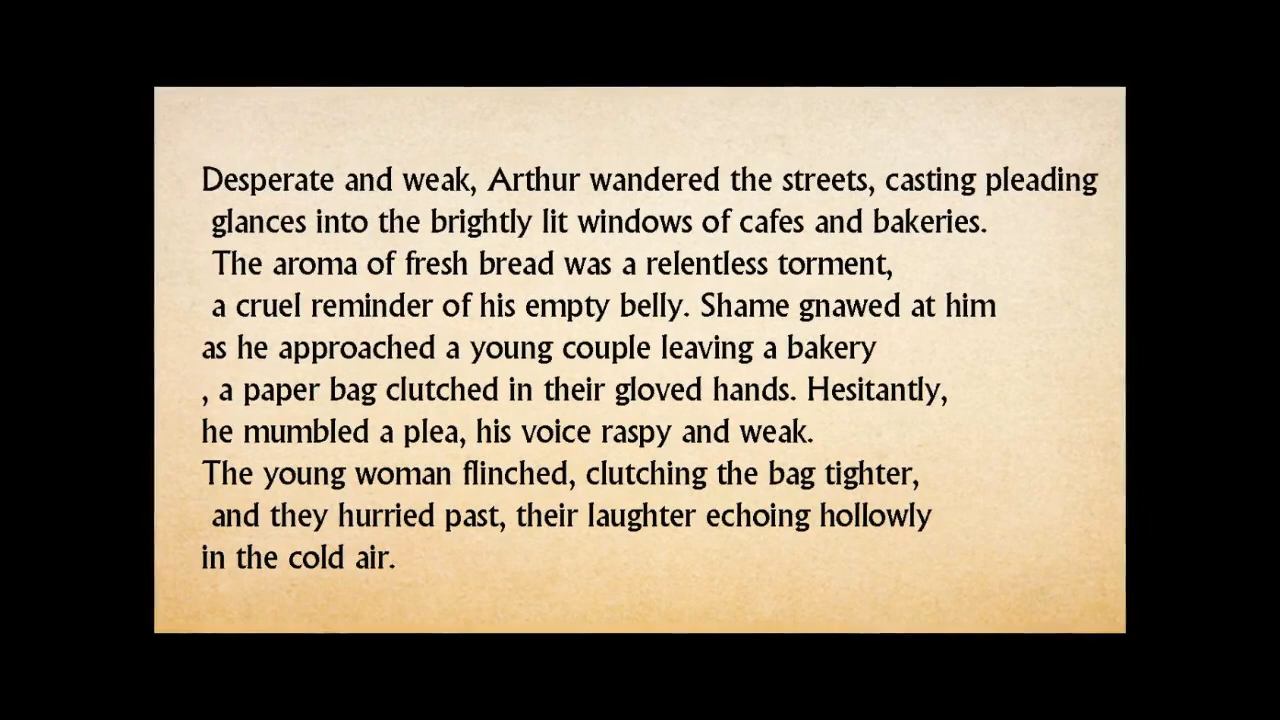 Desperate and weak, Arthur wandered the streets, casting pleading
glances into the brightly lit windows of cafes and bakeries.
The aroma of fresh bread was a relentless torment,
a cruel reminder of his empty belly. Shame gnawed at him
as he approached a young couple leaving a bakery
, a paper bag clutched in their gloved hands. Hesitantly,
he mumbled a plea, his voice raspy and weak.
The young woman flinched, clutching the bag tighter,
and they hurried past, their laughter echoing hollowly
in the cold air.